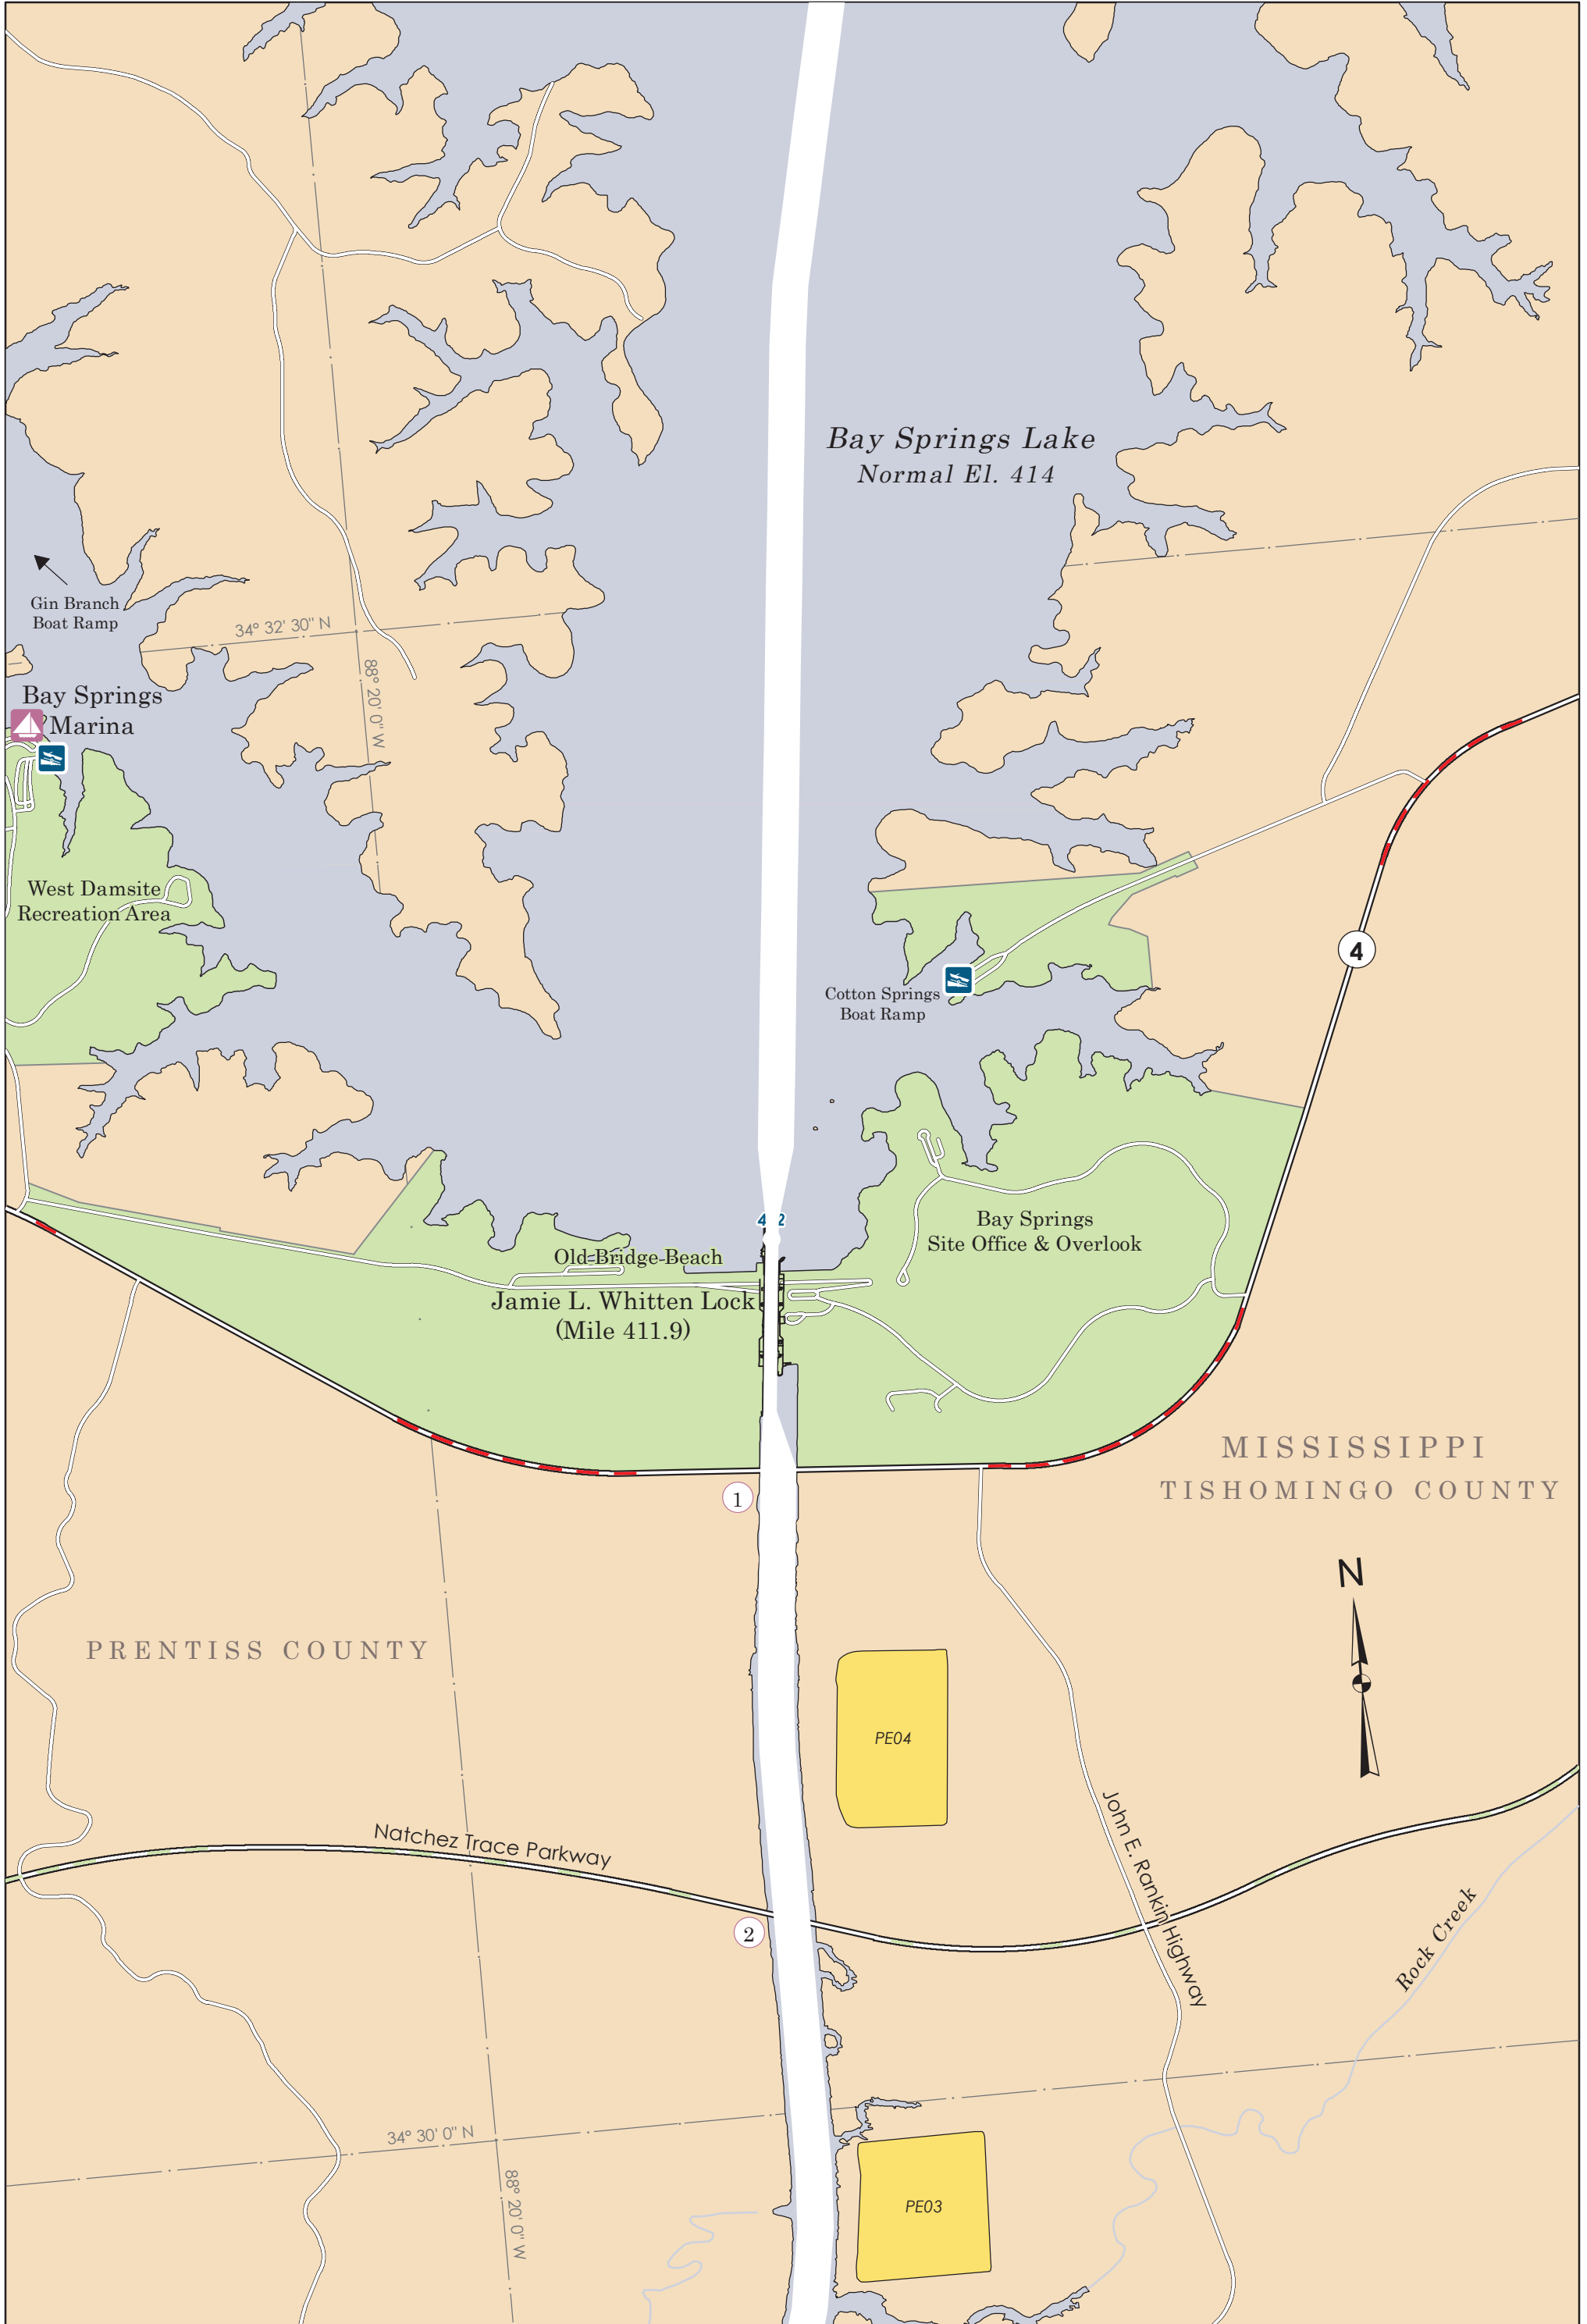 Bay Springs Lake
Normal El. 414
Gin Branch
Boat Ramp
34° 32' 30" N
88° 20' 0" W
Bay Springs
Marina
West Damsite
Recreation Area
4
Cotton Springs
Boat Ramp
Bay Springs
Site Office & Overlook
Old Bridge Beach
Jamie L. Whitten Lock
(Mile 411.9)
MISSISSIPPI
TISHOMINGO COUNTY
1
N
PRENTISS COUNTY
PE04
John E. Rankin Highway
Natchez Trace Parkway
2
Rock Creek
34° 30' 0" N
88° 20' 0" W
PE03